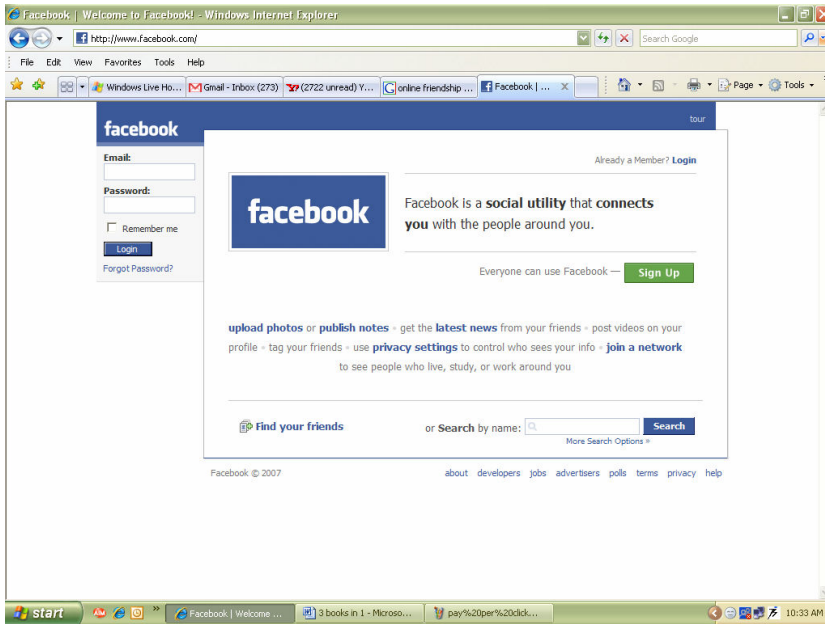 Facebook | Welcome to Facebook! - Windows Internet Explorer
http://www.facebook.com/
Search Google
File Edit View Favorites Tools Help
Windows Live Ho... Gmail - Inbox (273) (2722 unread) Y... online friendship ... Facebook | ... X Page Tools
facebook
tour
Email:
Password:
Remember me
Login
Forgot Password?
Already a Member? Login
facebook
Facebook is a social utility that connects
you with the people around you.
Everyone can use Facebook — Sign Up
upload photos or publish notes • get the latest news from your friends • post videos on your
profile • tag your friends • use privacy settings to control who sees your info • join a network
to see people who live, study, or work around you
Find your friends
or Search by name: Search
More Search Options »
Facebook © 2007
about developers jobs advertisers polls terms privacy help
start » Facebook | Welcome ... 3 books in 1 - Microso... pay%20per%20click... 10:33 AM